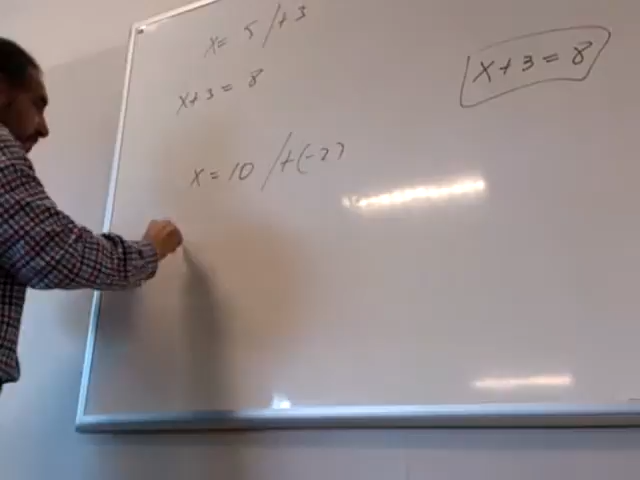 x = 5 / +3
x+3 = 8
x = 10 / +(-2)
x+3 = 8